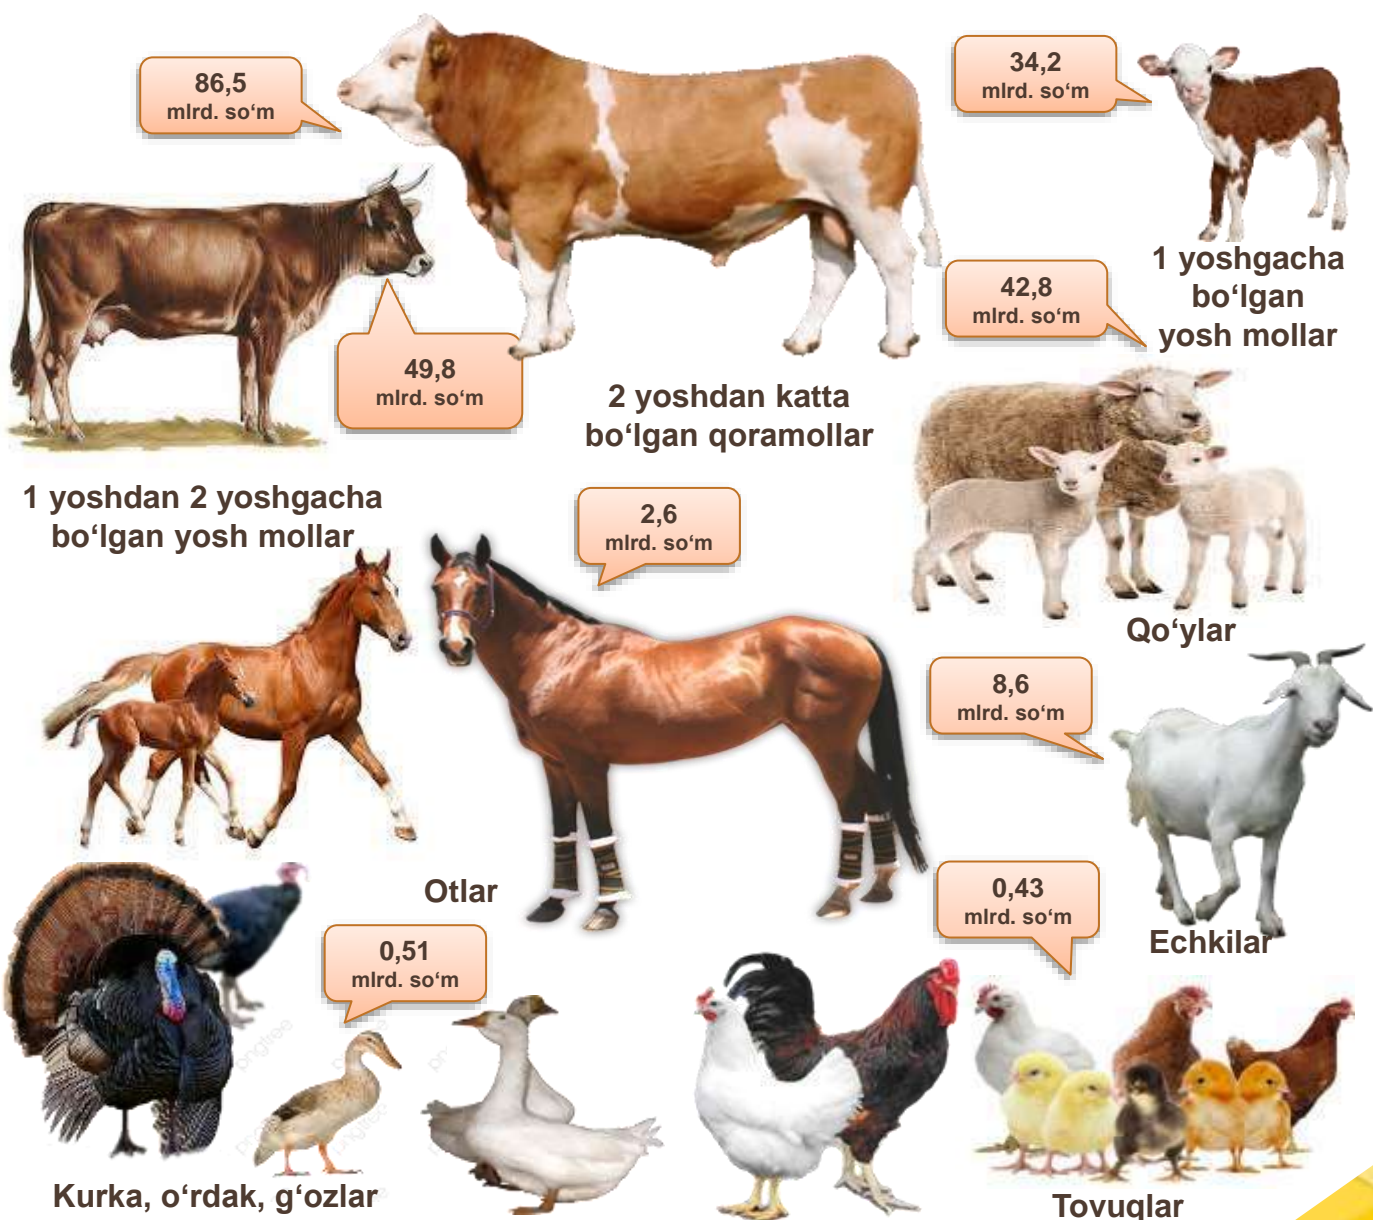 86,5
mlrd. so‘m
34,2
mlrd. so‘m
1 yoshgacha
bo‘lgan
yosh mollar
42,8
mlrd. so‘m
49,8
mlrd. so‘m
2 yoshdan katta
bo‘lgan qoramollar
1 yoshdan 2 yoshgacha
bo‘lgan yosh mollar
2,6
mlrd. so‘m
Qo‘ylar
8,6
mlrd. so‘m
Otlar
0,43
mlrd. so‘m
Echkilar
0,51
mlrd. so‘m
pngtree
pngtree
Kurka, o‘rdak, g‘ozlar
Tovuqlar